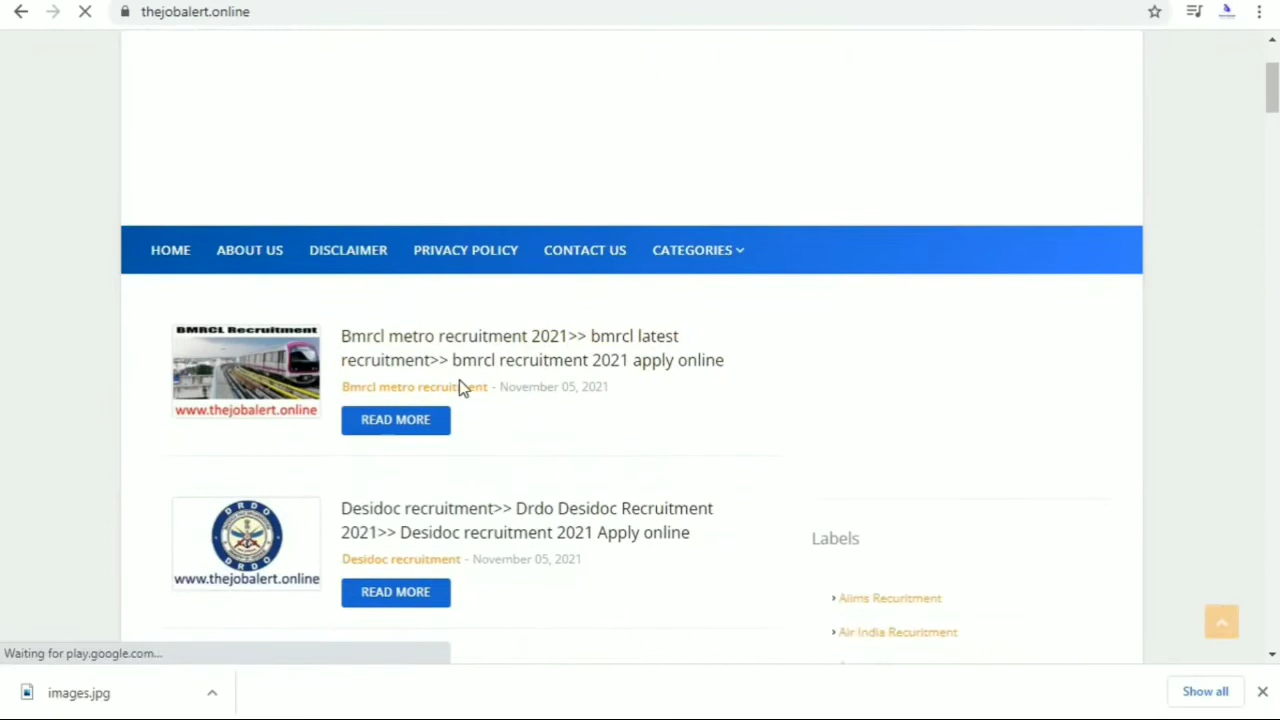 thejobalert.online
HOME ABOUT US DISCLAIMER PRIVACY POLICY CONTACT US CATEGORIES
BMRCL Recruitment
www.thejobalert.online
Bmrcl metro recruitment 2021>> bmrcl latest
recruitment>> bmrcl recruitment 2021 apply online
Bmrcl metro recruitment - November 05, 2021
READ MORE
DRDO
www.thejobalert.online
Desidoc recruitment>> Drdo Desidoc Recruitment
2021>> Desidoc recruitment 2021 Apply online
Desidoc recruitment - November 05, 2021
READ MORE
Labels
Aiims Recuritment
Air India Recuritment
Waiting for play.google.com...
images.jpg
Show all